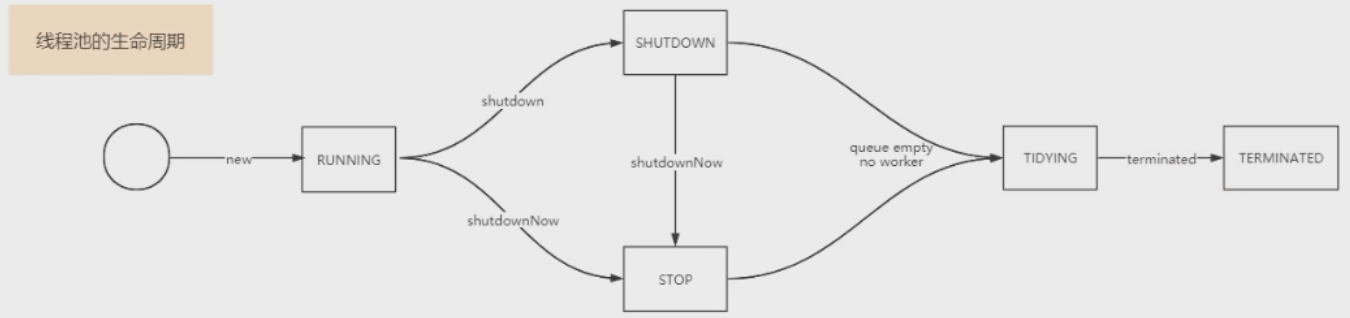 线程池的生命周期
SHUTDOWN
shutdown
new
RUNNING
shutdownNow
queue empty
no worker
TIDYING
terminated
TERMINATED
shutdownNow
STOP